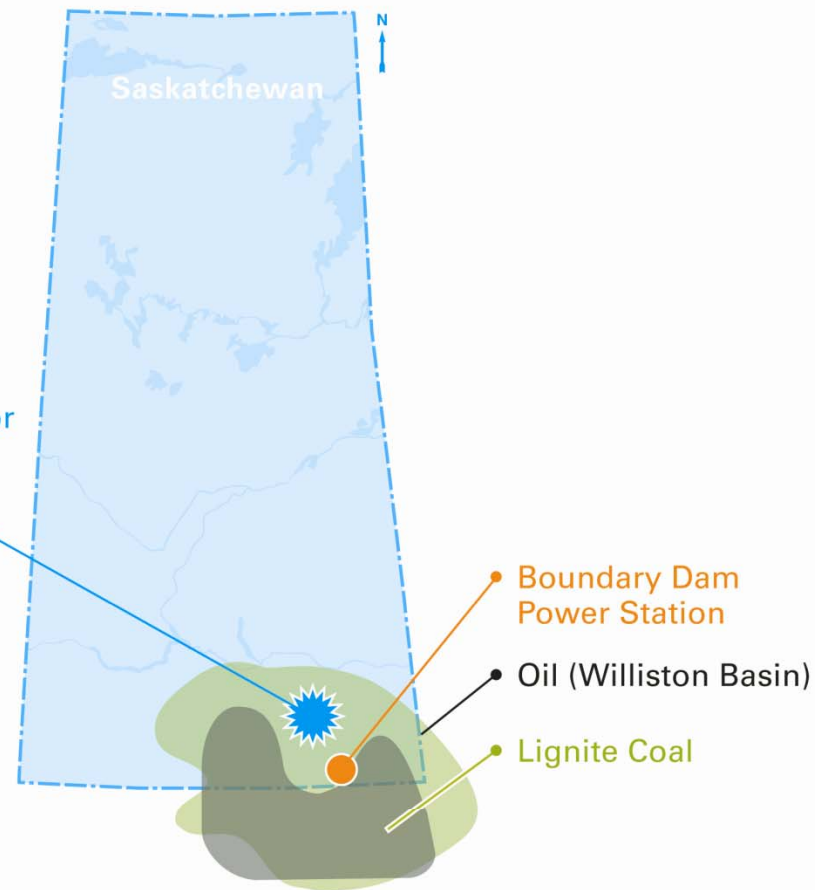 N
Saskatchewan
Boundary Dam
Power Station
Oil (Williston Basin)
Lignite Coal